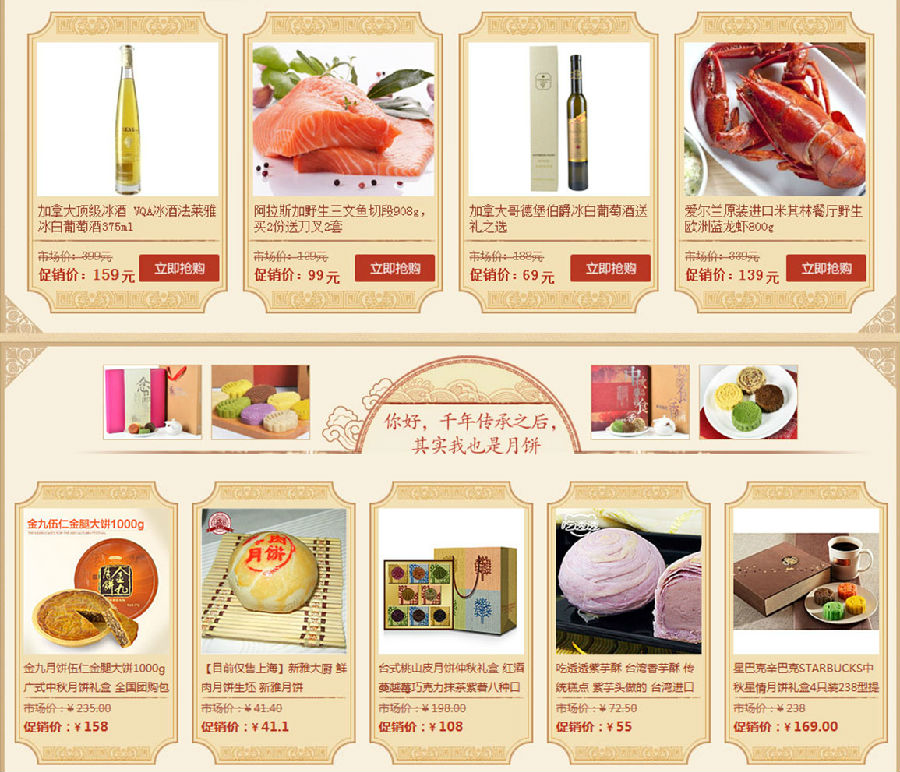 加拿大顶级冰酒 VQA冰酒法莱雅
冰白葡萄酒375ml
市场价：399元
促销价：159元
立即抢购
阿拉斯加野生三文鱼切段908g，
买2份送刀叉2套
市场价：199元
促销价：99元
立即抢购
加拿大哥德堡伯爵冰白葡萄酒送
礼之选
市场价：188元
促销价：69元
立即抢购
爱尔兰原装进口米其林餐厅野生
欧洲蓝龙虾800g
市场价：339元
促销价：139元
立即抢购
你好，千年传承之后，
其实我也是月饼
金九伍仁金腿大饼1000g
金九月饼伍仁金腿大饼1000g
广式中秋月饼礼盒 全国团购包
市场价：¥ 235.00
促销价：¥ 158
月饼
【目前仅售上海】新雅大厨 鲜
肉月饼生坯 新雅月饼
市场价：¥ 41.40
促销价：¥ 41.1
台式桃山皮月饼仲秋礼盒 红酒
蔓越莓巧克力抹茶紫薯八种口
市场价：¥ 198.00
促销价：¥ 108
吃透透紫芋酥 台湾香芋酥 传
统糕点 紫芋头做的 台湾进口
市场价：¥ 72.50
促销价：¥ 55
星巴克辛巴克STARBUCKS中
秋星情月饼礼盒4只装238型提
市场价：¥ 238
促销价：¥ 169.00